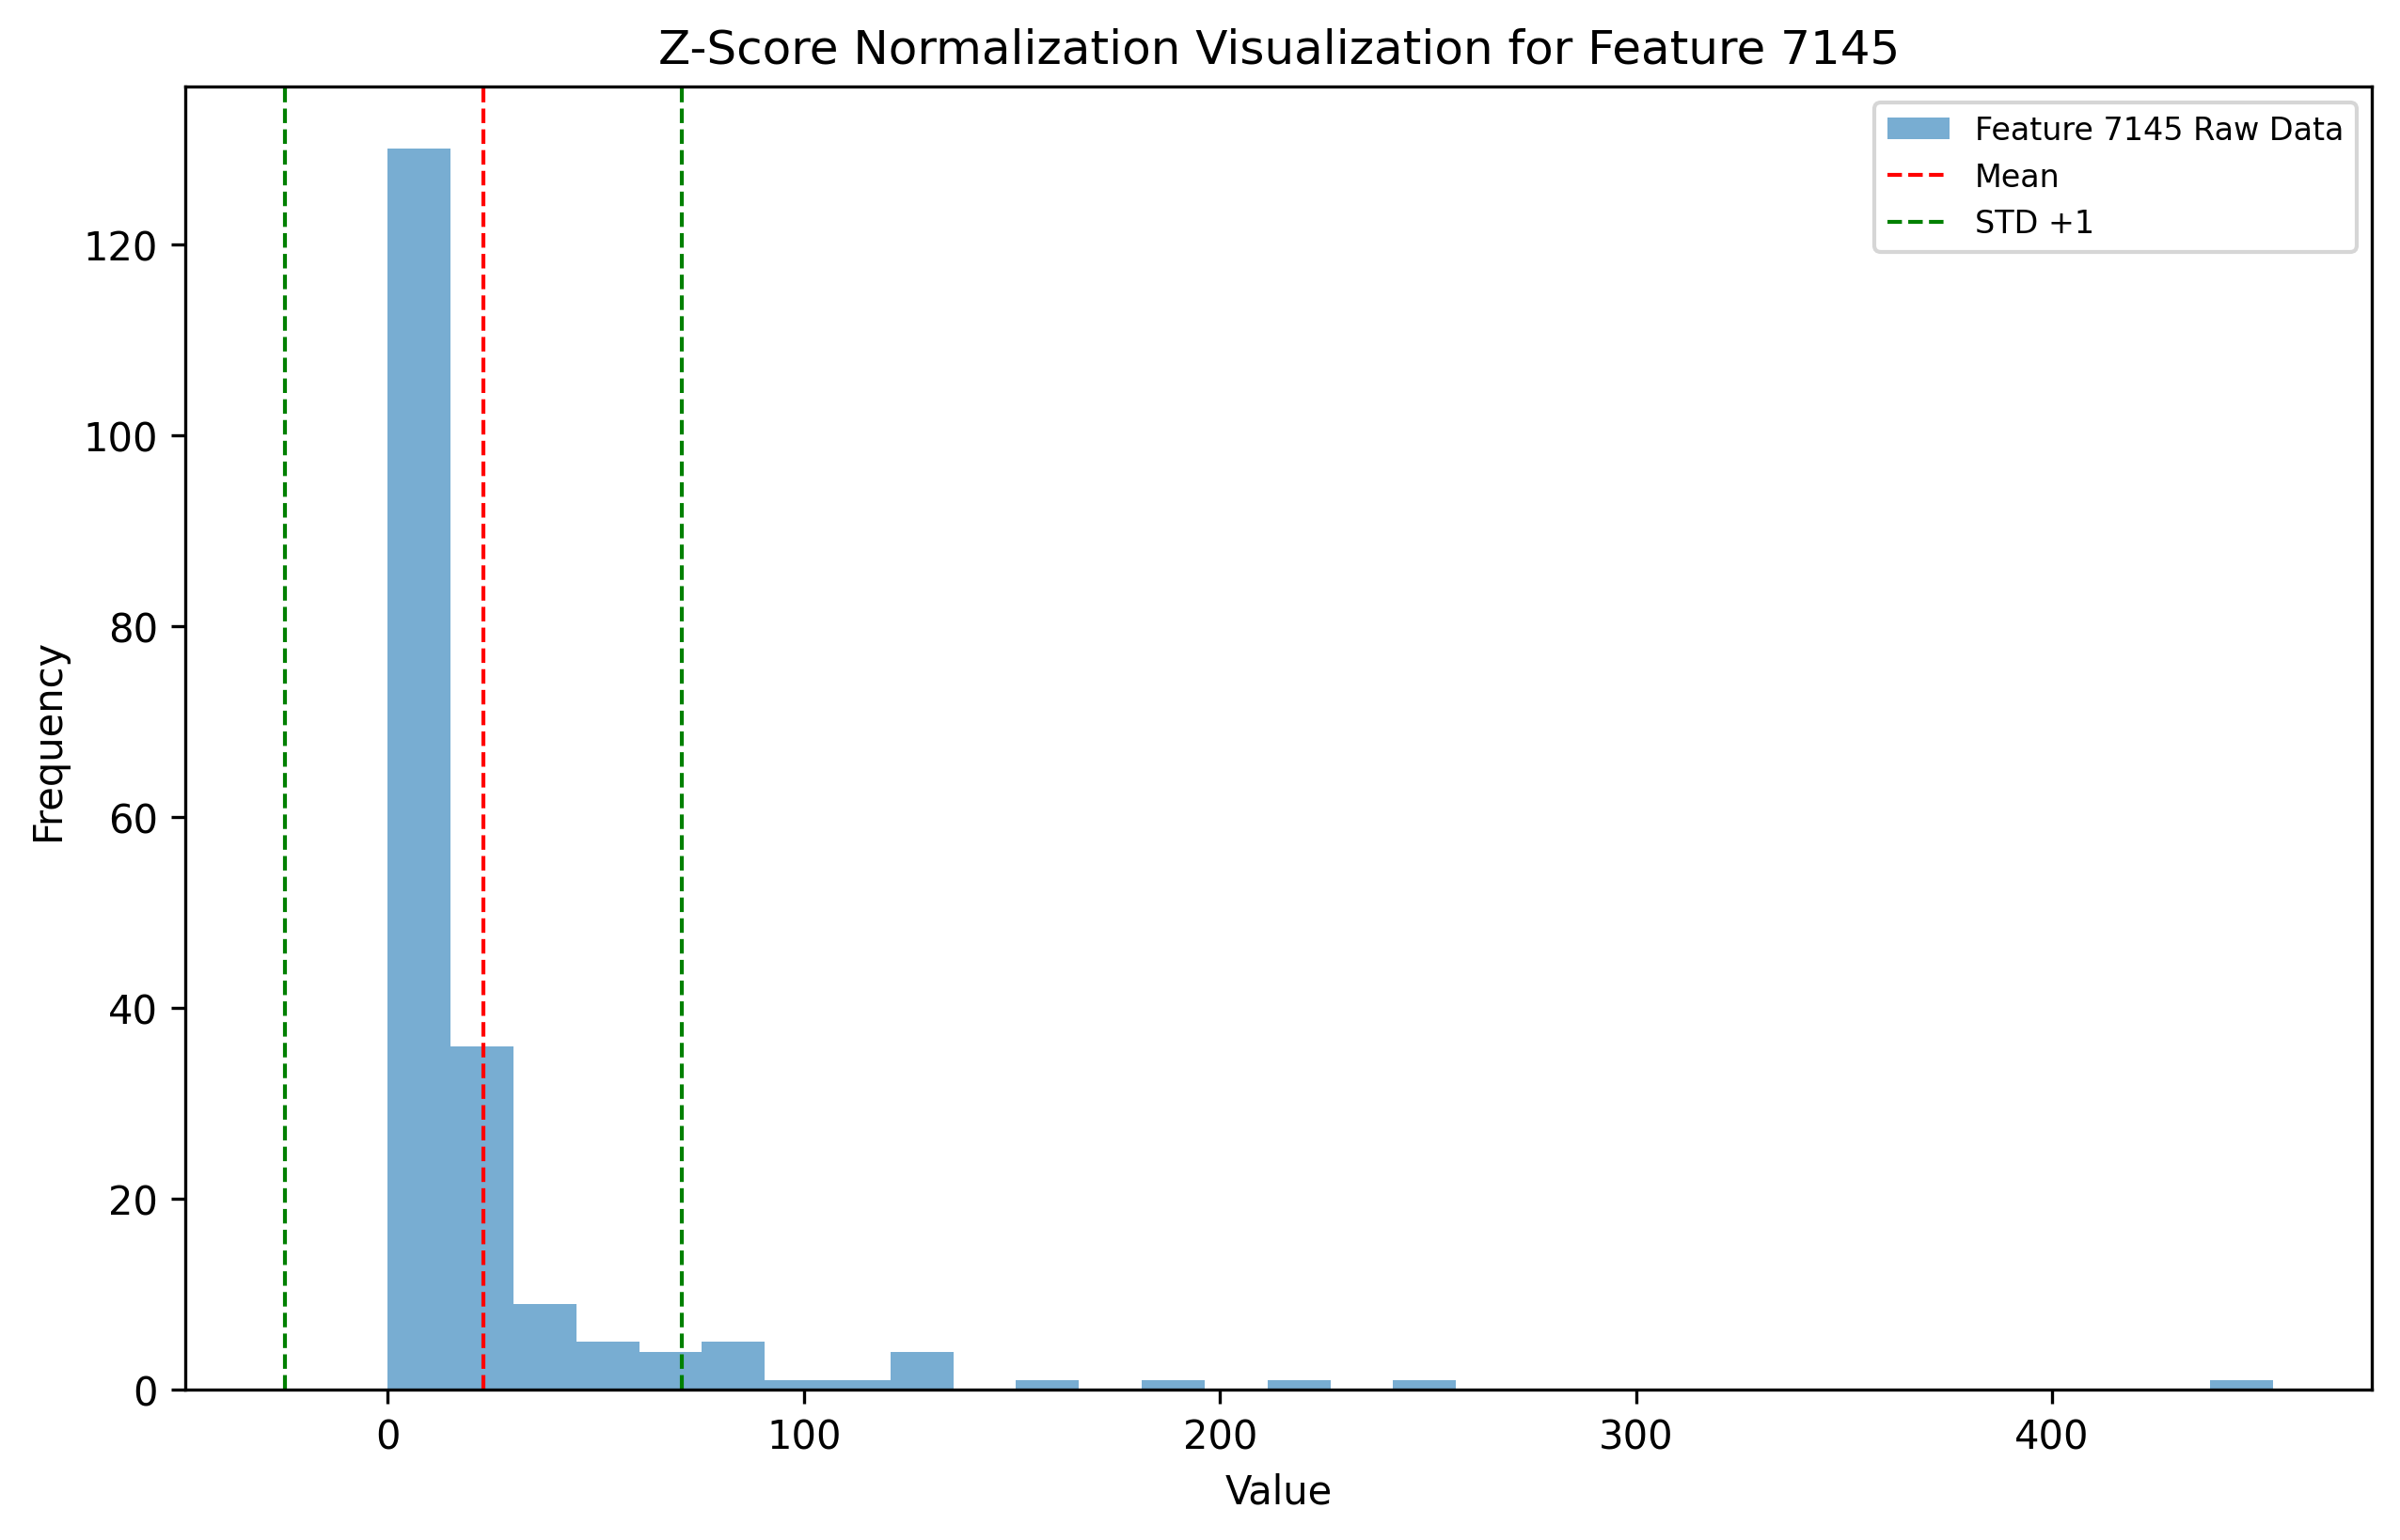 Z-Score Normalization Visualization for Feature 7145
Feature 7145 Raw Data
Mean
STD +1
120
100
80
60
40
20
0
Frequency
0
100
200
300
400
Value